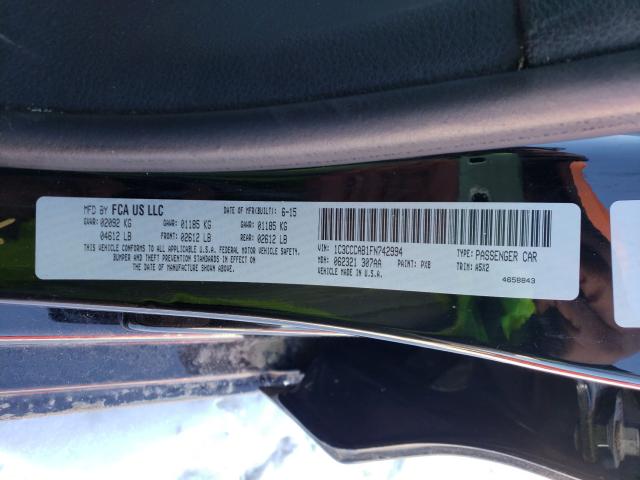 MFD BY FCA US LLC
DATE OF MFR(BUILT): 6-15
GVWR: 02092 KG GAWR: 01185 KG GAWR: 01185 KG
04612 LB FRONT: 02612 LB REAR: 02612 LB
THIS VEHICLE CONFORMS TO ALL APPLICABLE U.S.A. FEDERAL MOTOR VEHICLE SAFETY,
BUMPER AND THEFT PREVENTION STANDARDS IN EFFECT ON
THE DATE OF MANUFACTURE SHOWN ABOVE.
VIN: 1C3CCCAB1FN742994 TYPE: PASSENGER CAR
MDH: 062321 307AA PAINT: PXB TRIM: A5X2
VEHICLE MADE IN U.S.A.
4658843